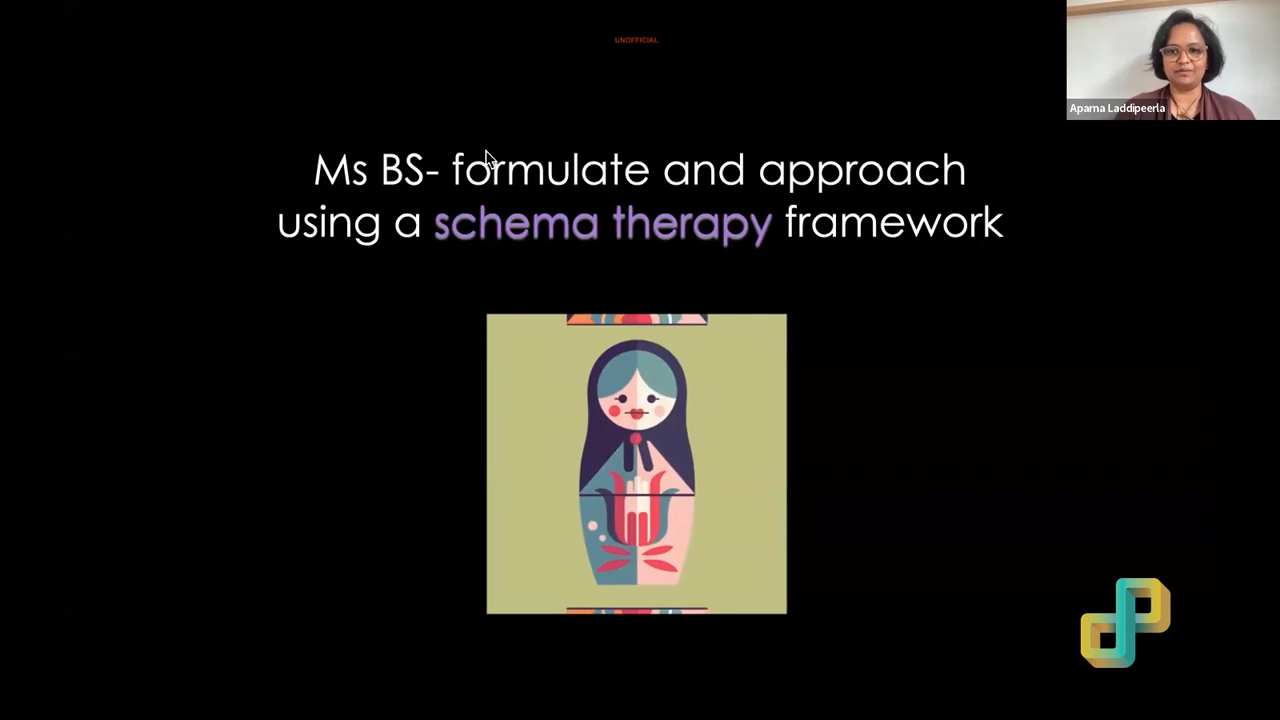 UNOFFICIAL
Aparna Laddipeerla
Ms BS- formulate and approach
using a schema therapy framework